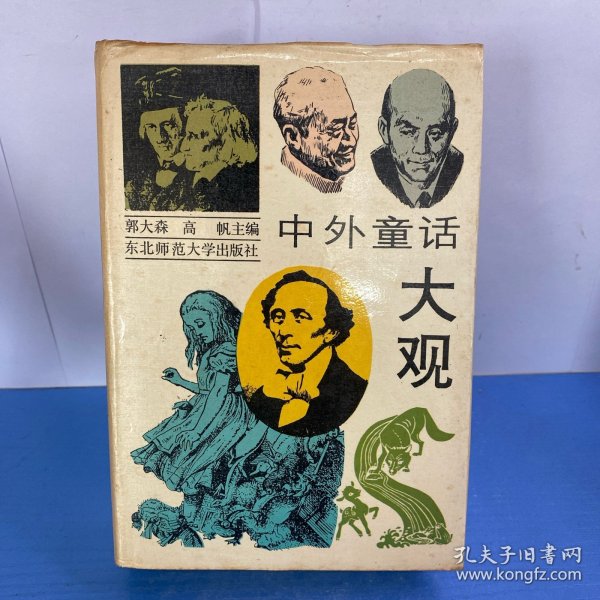 郭大森 高 帆主编
东北师范大学出版社
中外童话
大观
孔夫子旧书网
www.kongfz.com